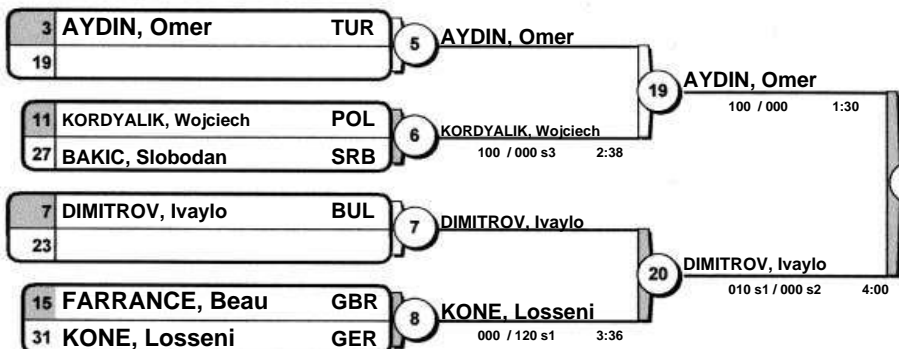 3 AYDIN, Omer TUR
19
5 AYDIN, Omer
11 KORDYALIK, Wojciech POL
27 BAKIC, Slobodan SRB
6 KORDYALIK, Wojciech
100 / 000 s3 2:38
19 AYDIN, Omer
100 / 000 1:30
7 DIMITROV, Ivaylo BUL
23
7 DIMITROV, Ivaylo
15 FARRANCE, Beau GBR
31 KONE, Losseni GER
8 KONE, Losseni
000 / 120 s1 3:36
20 DIMITROV, Ivaylo
010 s1 / 000 s2 4:00